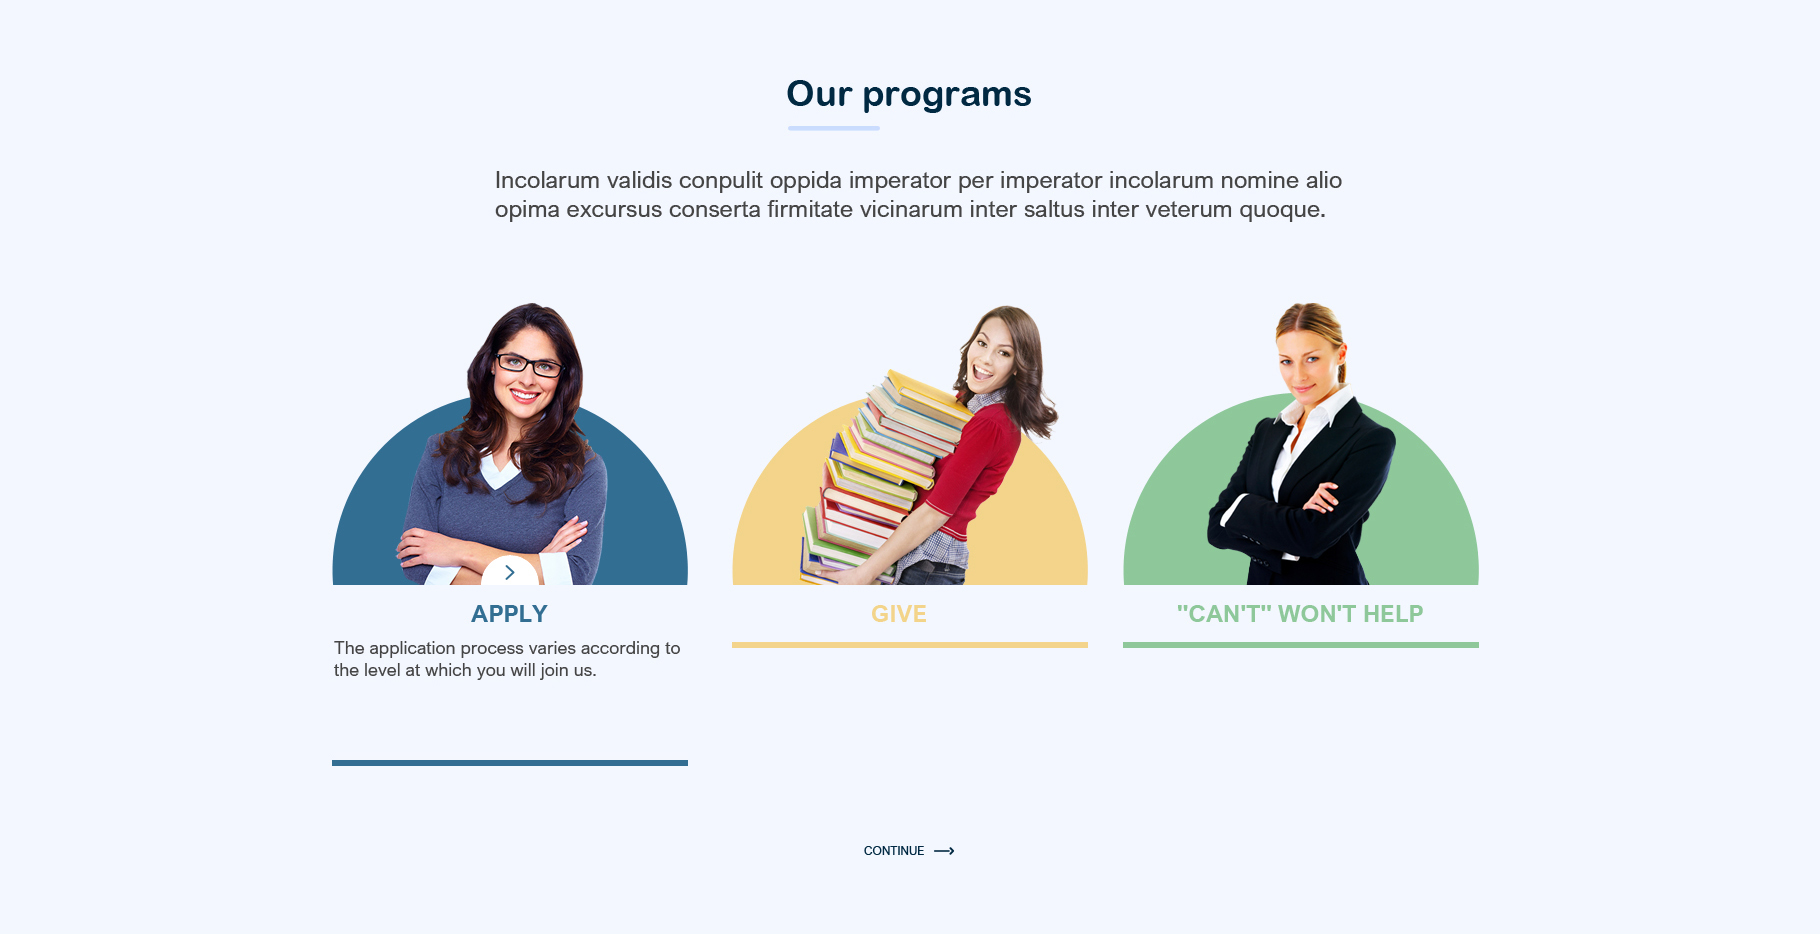 Our programs
Incolarum validis conpulit oppida imperator per imperator incolarum nomine alio
opima excursus conserta firmitate vicinarum inter saltus inter veterum quoque.
APPLY
The application process varies according to
the level at which you will join us.
GIVE
"CAN'T" WON'T HELP
CONTINUE